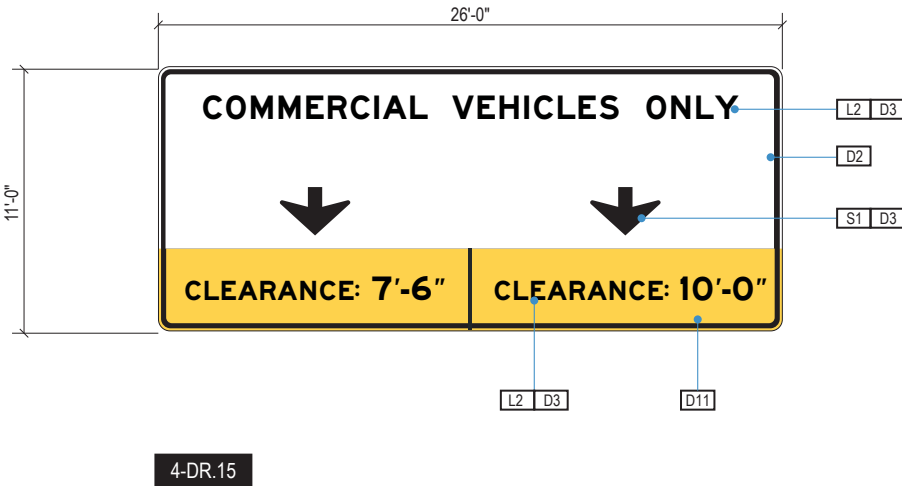 26'-0"
11'-0"
COMMERCIAL VEHICLES ONLY
L2 D3
D2
S1 D3
CLEARANCE: 7'-6" CLEARANCE: 10'-0"
L2 D3 D11
4-DR.15